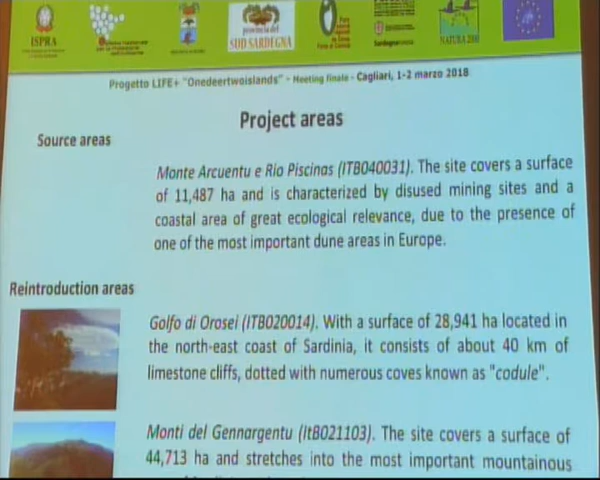 ISPRA
provincia del
SUD SARDEGNA
NATURA 2000
Progetto LIFE+ "Onedeertwoislands" - Meeting finale - Cagliari, 1-2 marzo 2018
Project areas
Source areas
Monte Arcuentu e Rio Piscinas (ITB040031). The site covers a surface
of 11,487 ha and is characterized by disused mining sites and a
coastal area of great ecological relevance, due to the presence of
one of the most important dune areas in Europe.
Reintroduction areas
Golfo di Orosei (ITB020014). With a surface of 28,941 ha located in
the north-east coast of Sardinia, it consists of about 40 km of
limestone cliffs, dotted with numerous coves known as "codule".
Monti del Gennargentu (ItB021103). The site covers a surface of
44,713 ha and stretches into the most important mountainous